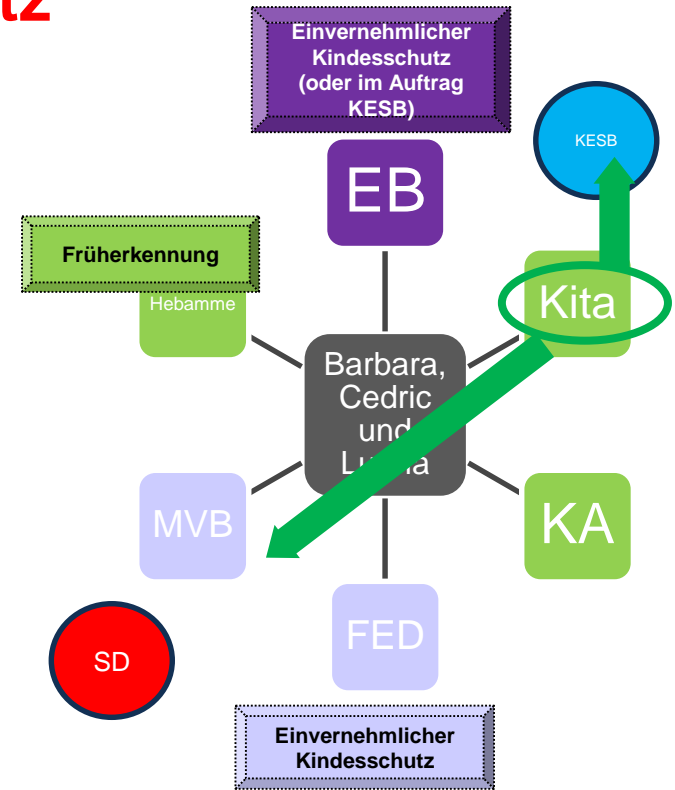 tz
Einvernehmlicher
Kindesschutz
(oder im Auftrag
KESB)
KESB
EB
Früherkennung
Hebamme
Kita
Barbara,
Cedric
und
MVB
KA
FED
SD
Einvernehmlicher
Kindesschutz